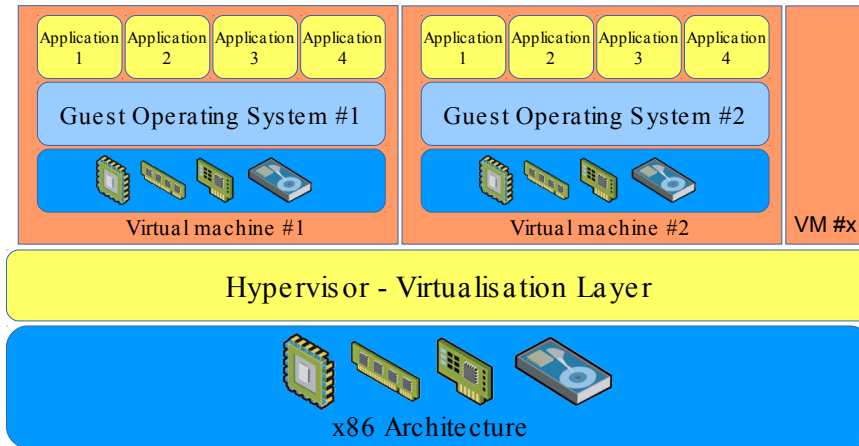 Application
1
Application
2
Application
3
Application
4
Guest Operating System #1
Virtual machine #1
Application
1
Application
2
Application
3
Application
4
Guest Operating System #2
Virtual machine #2
VM #x
Hypervisor - Virtualisation Layer
x86 Architecture